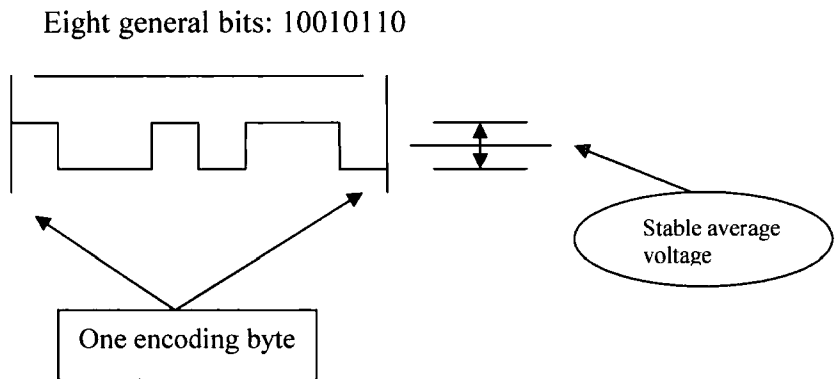 Eight general bits: 10010110
Stable average
voltage
One encoding byte